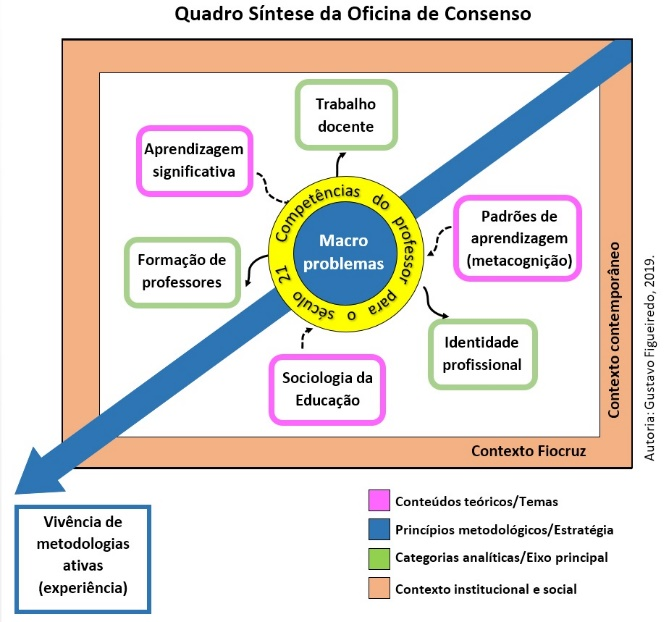 Quadro Síntese da Oficina de Consenso
Trabalho
docente
Aprendizagem
significativa
Competências do professor para o século 21
Padrões de
aprendizagem
(metacognição)
Macro
problemas
Formação de
professores
Identidade
profissional
Sociologia da
Educação
Contexto contemporâneo
Contexto Fiocruz
Autoria: Gustavo Figueiredo, 2019.
Vivência de
metodologias
ativas
(experiência)
Conteúdos teóricos/Temas
Princípios metodológicos/Estratégia
Categorias analíticas/Eixo principal
Contexto institucional e social